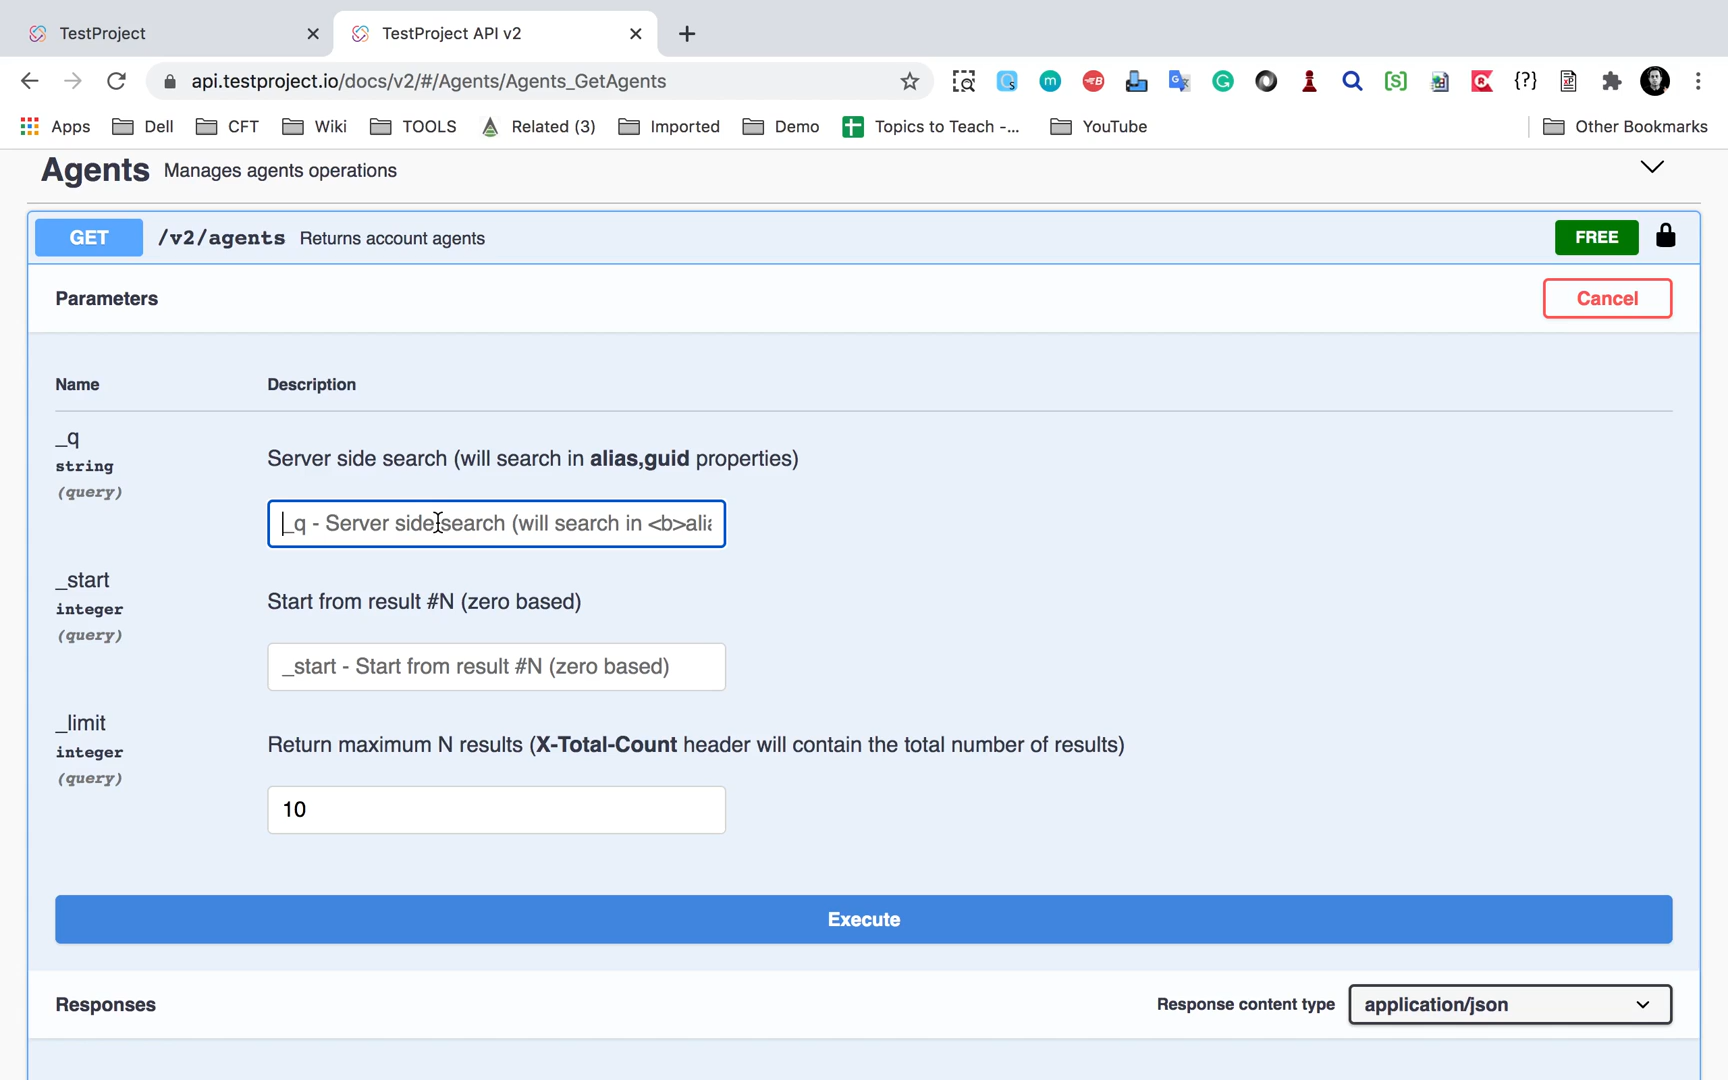 TestProject
TestProject API v2
api.testproject.io/docs/v2/#/Agents/Agents_GetAgents
Apps Dell CFT Wiki TOOLS Related (3) Imported Demo Topics to Teach -... YouTube Other Bookmarks
Agents Manages agents operations
GET /v2/agents Returns account agents FREE
Parameters Cancel
Name Description
_q
string
(query)
Server side search (will search in alias,guid properties)
_q - Server side search (will search in <b>alia
_start
integer
(query)
Start from result #N (zero based)
_start - Start from result #N (zero based)
_limit
integer
(query)
Return maximum N results (X-Total-Count header will contain the total number of results)
10
Execute
Responses Response content type application/json